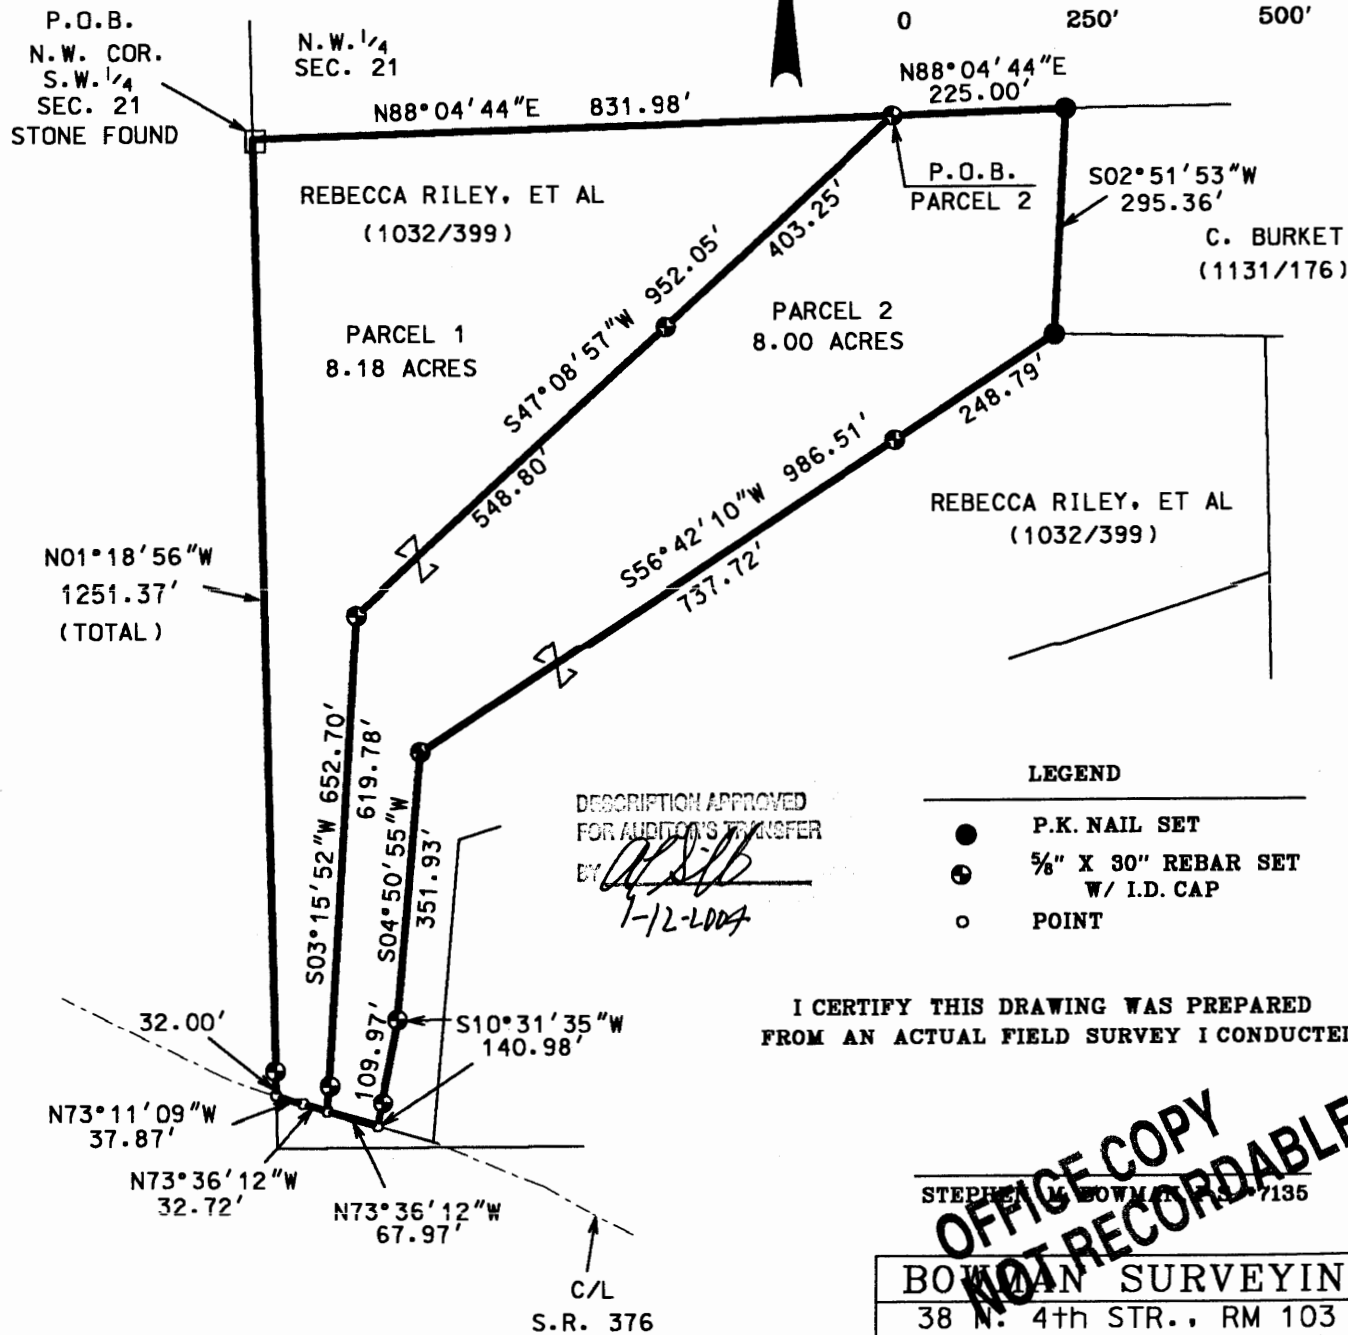 P.O.B.
N.W. COR.
S.W. 1/4
SEC. 21
STONE FOUND
N.W. 1/4
SEC. 21
0 250' 500'
N88°04'44"E 831.98'
N88°04'44"E
225.00'
P.O.B.
PARCEL 2
S02°51'53"W
295.36'
C. BURKET
(1131/176)
REBECCA RILEY, ET AL
(1032/399)
403.25'
S47°08'57"W 952.05'
548.80'
PARCEL 1
8.18 ACRES
PARCEL 2
8.00 ACRES
248.79'
S56°42'10"W 986.51'
737.72'
REBECCA RILEY, ET AL
(1032/399)
N01°18'56"W
1251.37'
(TOTAL)
S03°15'52"W 652.70'
619.78'
S04°50'55"W
351.93'
DESCRIPTION APPROVED
FOR AUDITOR'S TRANSFER
BY
1-12-2004
LEGEND
P.K. NAIL SET
5/8" X 30" REBAR SET
W/ I.D. CAP
POINT
32.00'
109.97'
S10°31'35"W
140.98'
N73°11'09"W
37.87'
N73°36'12"W
32.72'
N73°36'12"W
67.97'
C/L
S.R. 376
I CERTIFY THIS DRAWING WAS PREPARED
FROM AN ACTUAL FIELD SURVEY I CONDUCTED
OFFICE COPY
NOT RECORDABLE
STEPHEN M. BOWMAN P.S. 7135
BOWMAN SURVEYIN
38 N. 4th STR., RM 103